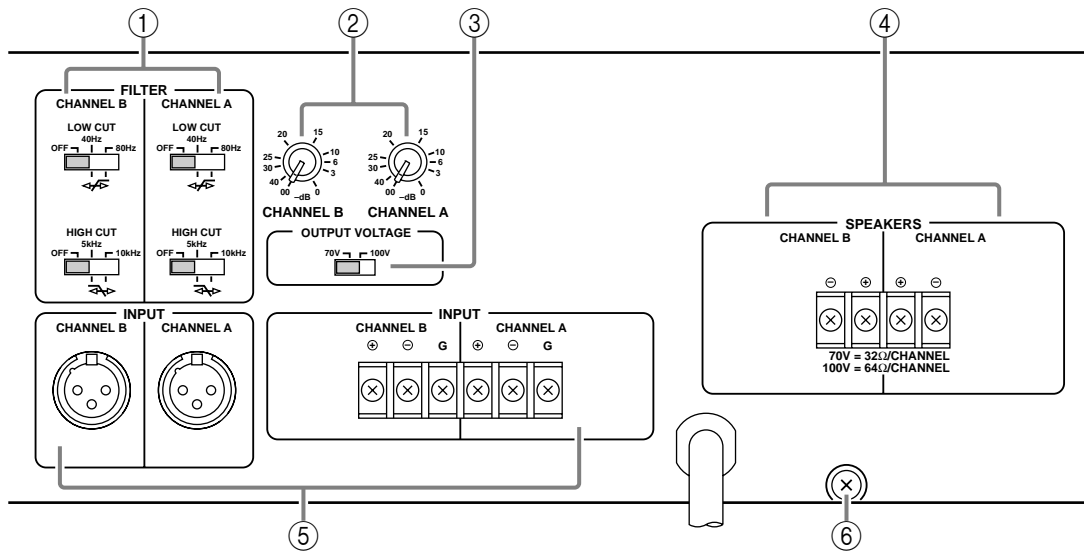 ① ② ③ ④
FILTER
CHANNEL B CHANNEL A
LOW CUT LOW CUT
40Hz 40Hz
OFF 80Hz OFF 80Hz
HIGH CUT HIGH CUT
5kHz 5kHz
OFF 10kHz OFF 10kHz
20 15
25 10
30 6
40 3
00 0
–dB
CHANNEL B
20 15
25 10
30 6
40 3
00 0
–dB
CHANNEL A
OUTPUT VOLTAGE
70V 100V
SPEAKERS
CHANNEL B CHANNEL A
⊖ ⊕ ⊕ ⊖
70V = 32Ω/CHANNEL
100V = 64Ω/CHANNEL
INPUT
CHANNEL B CHANNEL A
INPUT
CHANNEL B CHANNEL A
⊕ ⊖ G ⊕ ⊖ G
⑤ ⑥